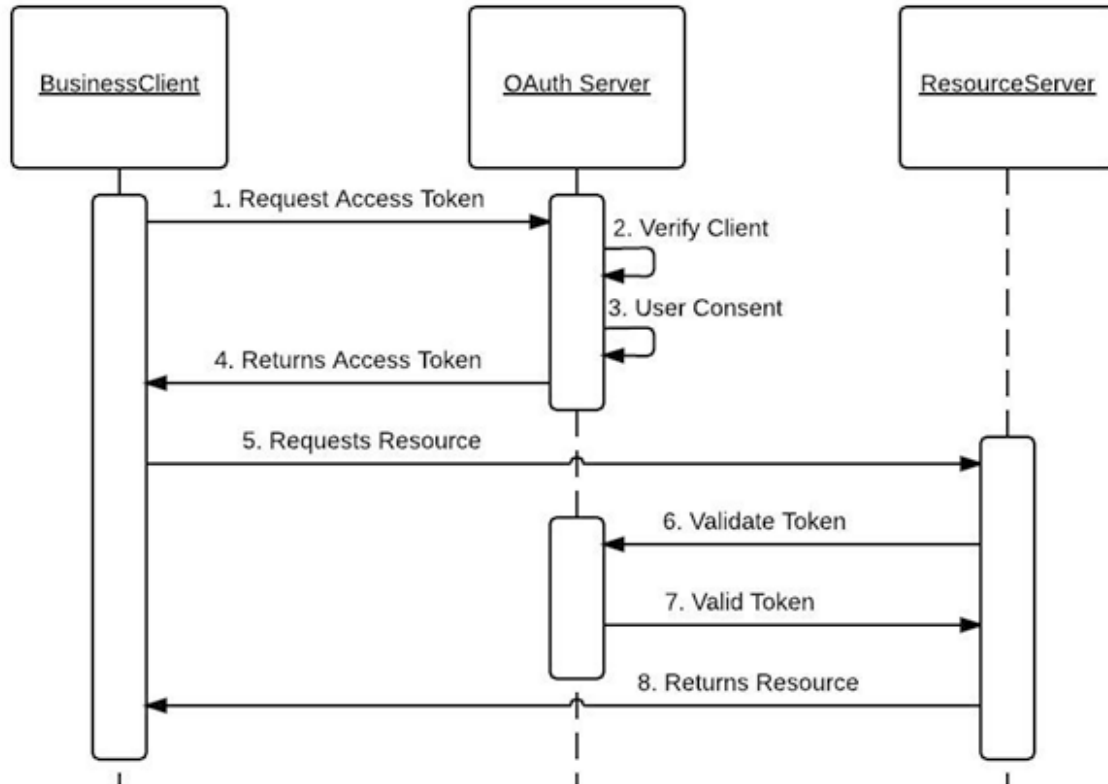 BusinessClient
OAuth Server
ResourceServer
1. Request Access Token
2. Verify Client
3. User Consent
4. Returns Access Token
5. Requests Resource
6. Validate Token
7. Valid Token
8. Returns Resource